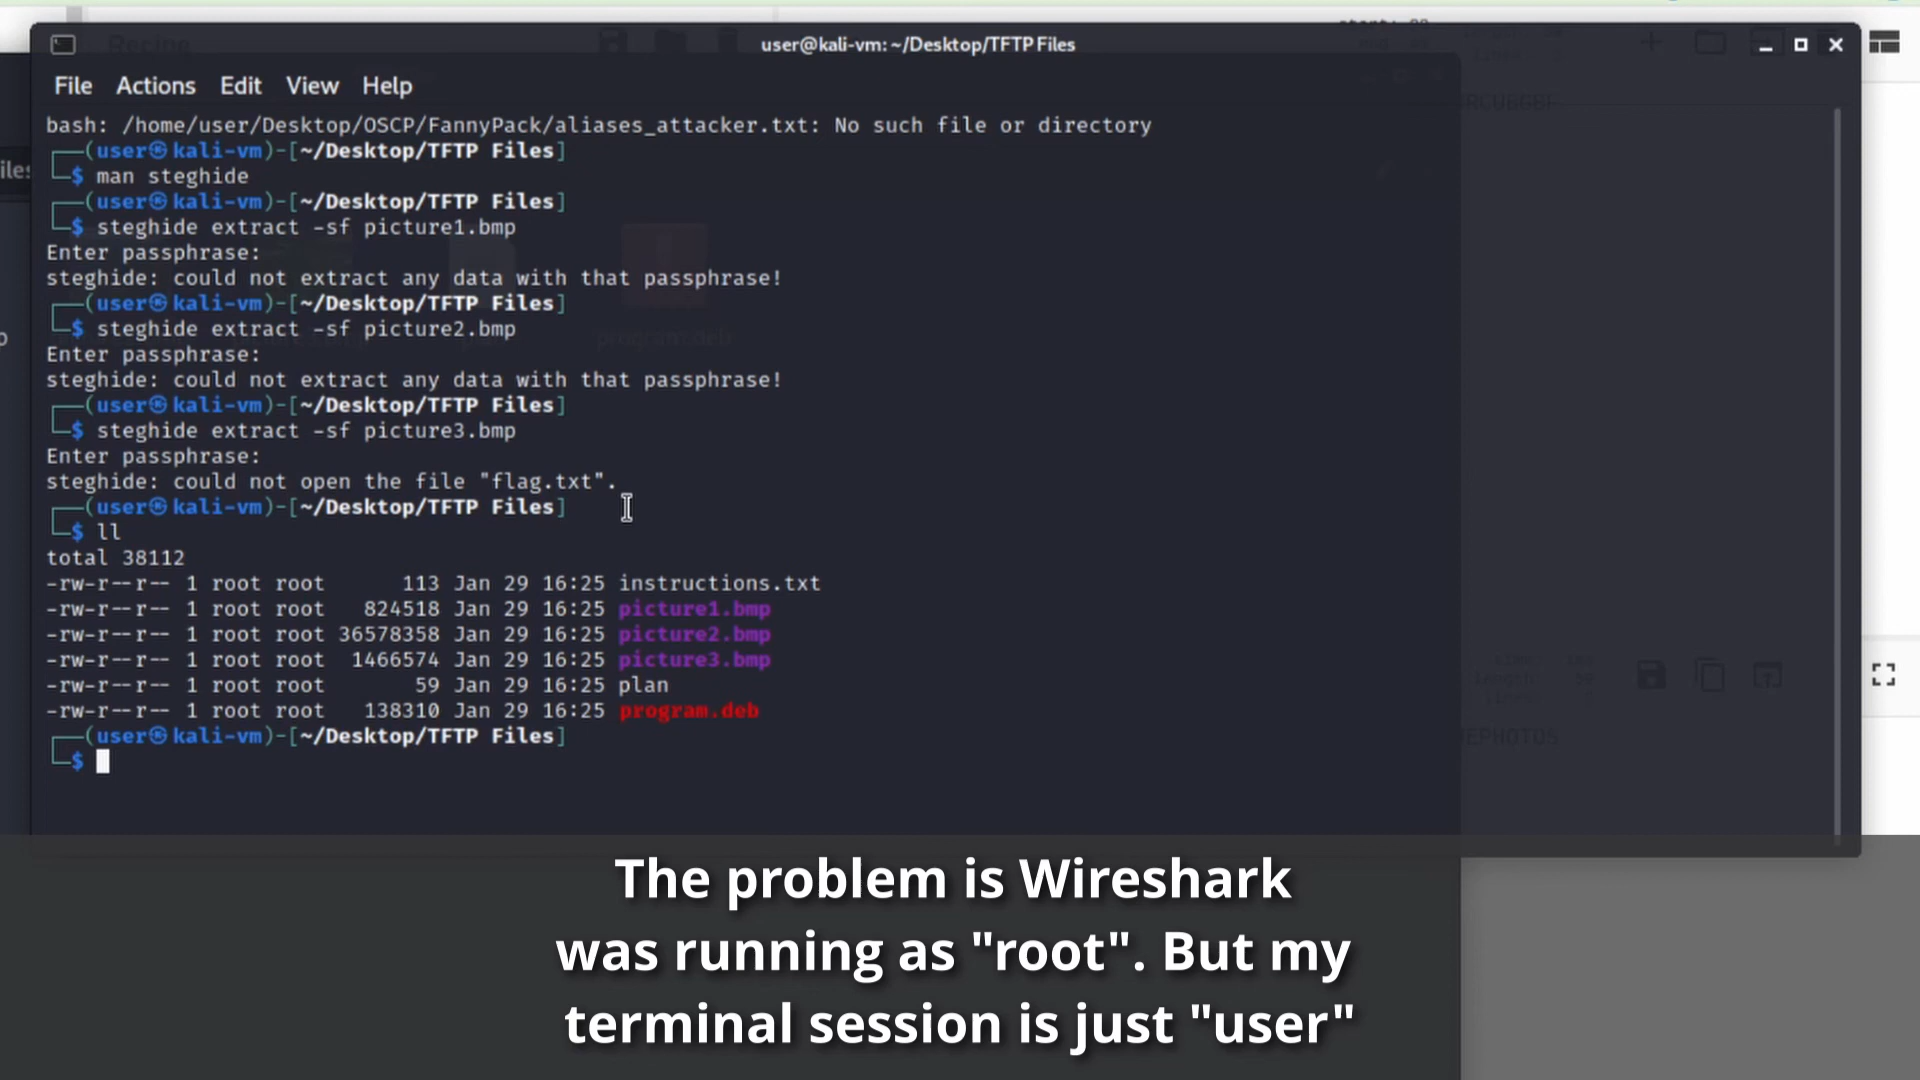 Recipe
user@kali-vm: ~/Desktop/TFTP Files
File Actions Edit View Help
bash: /home/user/Desktop/OSCP/FannyPack/aliases_attacker.txt: No such file or directory
┌──(user㉿kali-vm)-[~/Desktop/TFTP Files]
└─$ man steghide
┌──(user㉿kali-vm)-[~/Desktop/TFTP Files]
└─$ steghide extract -sf picture1.bmp
Enter passphrase:
steghide: could not extract any data with that passphrase!
┌──(user㉿kali-vm)-[~/Desktop/TFTP Files]
└─$ steghide extract -sf picture2.bmp
Enter passphrase:
steghide: could not extract any data with that passphrase!
┌──(user㉿kali-vm)-[~/Desktop/TFTP Files]
└─$ steghide extract -sf picture3.bmp
Enter passphrase:
steghide: could not open the file "flag.txt".
┌──(user㉿kali-vm)-[~/Desktop/TFTP Files]
└─$ ll
total 38112
-rw-r--r-- 1 root root 113 Jan 29 16:25 instructions.txt
-rw-r--r-- 1 root root 824518 Jan 29 16:25 picture1.bmp
-rw-r--r-- 1 root root 36578358 Jan 29 16:25 picture2.bmp
-rw-r--r-- 1 root root 1466574 Jan 29 16:25 picture3.bmp
-rw-r--r-- 1 root root 59 Jan 29 16:25 plan
-rw-r--r-- 1 root root 138310 Jan 29 16:25 program.deb
┌──(user㉿kali-vm)-[~/Desktop/TFTP Files]
└─$
program.deb
EPHOTOS
The problem is Wireshark
was running as "root". But my
terminal session is just "user"